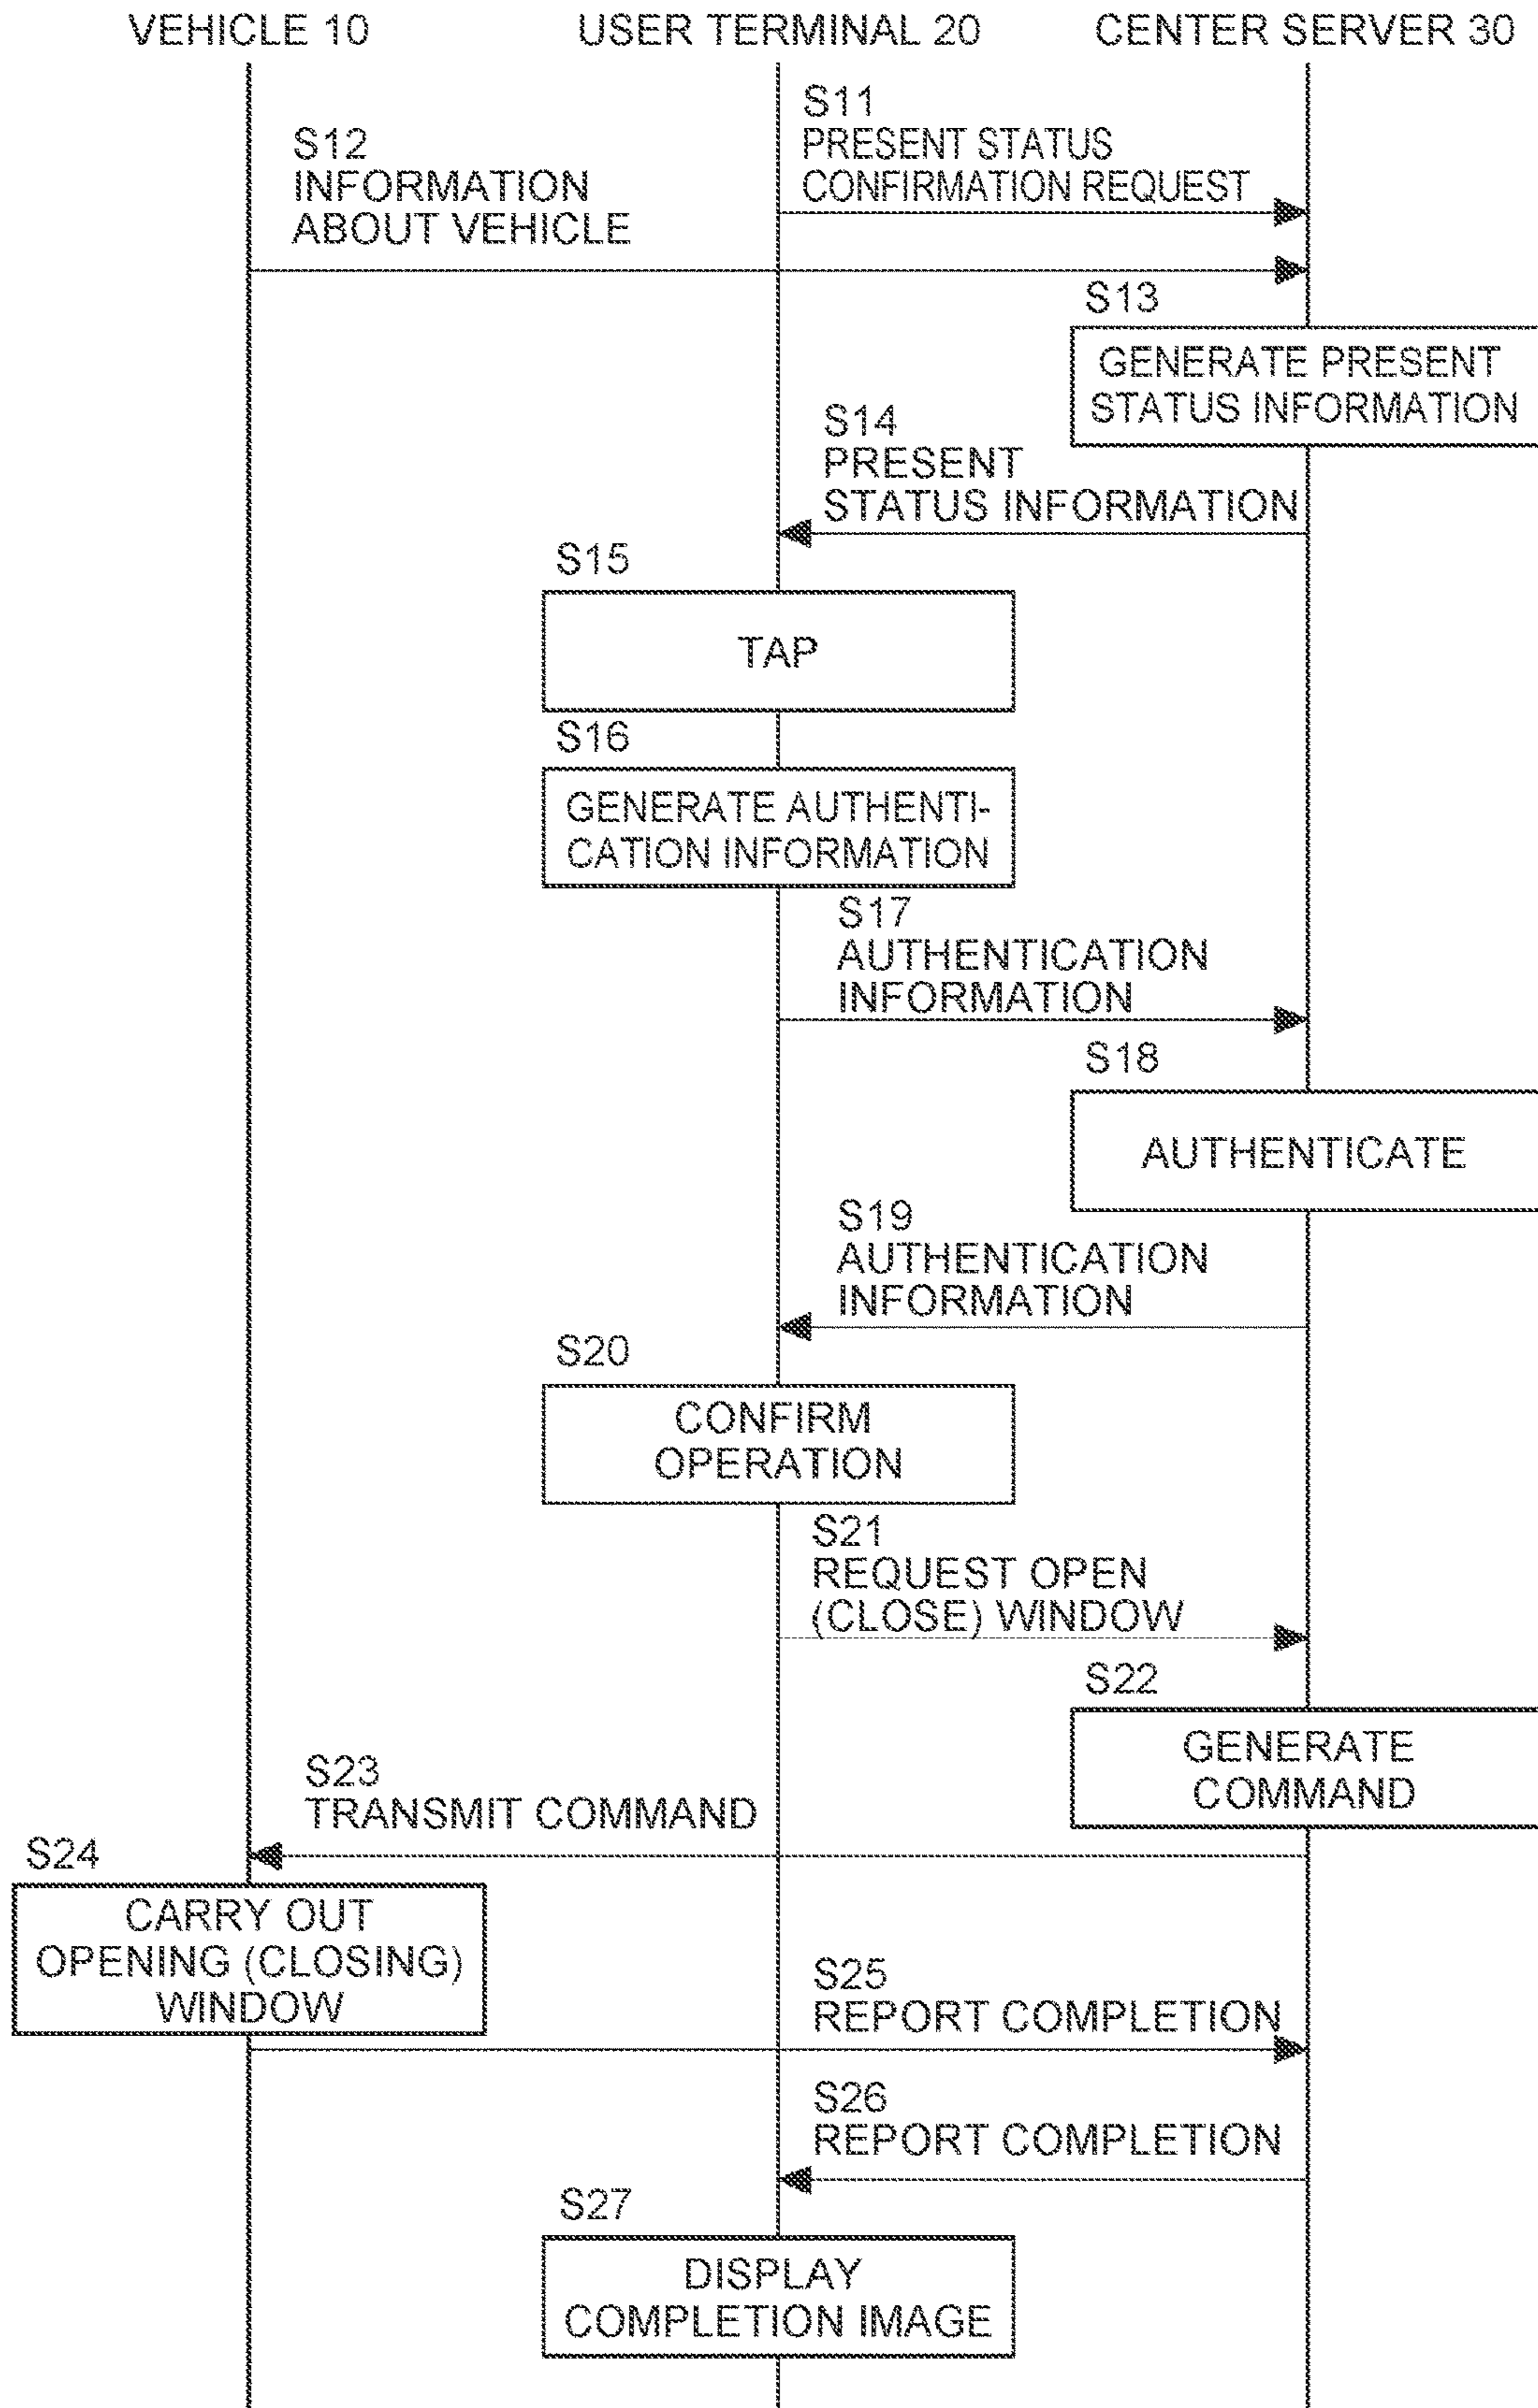 VEHICLE 10
USER TERMINAL 20
CENTER SERVER 30
S11
PRESENT STATUS
CONFIRMATION REQUEST
S12
INFORMATION
ABOUT VEHICLE
S13
GENERATE PRESENT
STATUS INFORMATION
S14
PRESENT
STATUS INFORMATION
S15
TAP
S16
GENERATE AUTHENTI-
CATION INFORMATION
S17
AUTHENTICATION
INFORMATION
S18
AUTHENTICATE
S19
AUTHENTICATION
INFORMATION
S20
CONFIRM
OPERATION
S21
REQUEST OPEN
(CLOSE) WINDOW
S22
GENERATE
COMMAND
S23
TRANSMIT COMMAND
S24
CARRY OUT
OPENING (CLOSING)
WINDOW
S25
REPORT COMPLETION
S26
REPORT COMPLETION
S27
DISPLAY
COMPLETION IMAGE